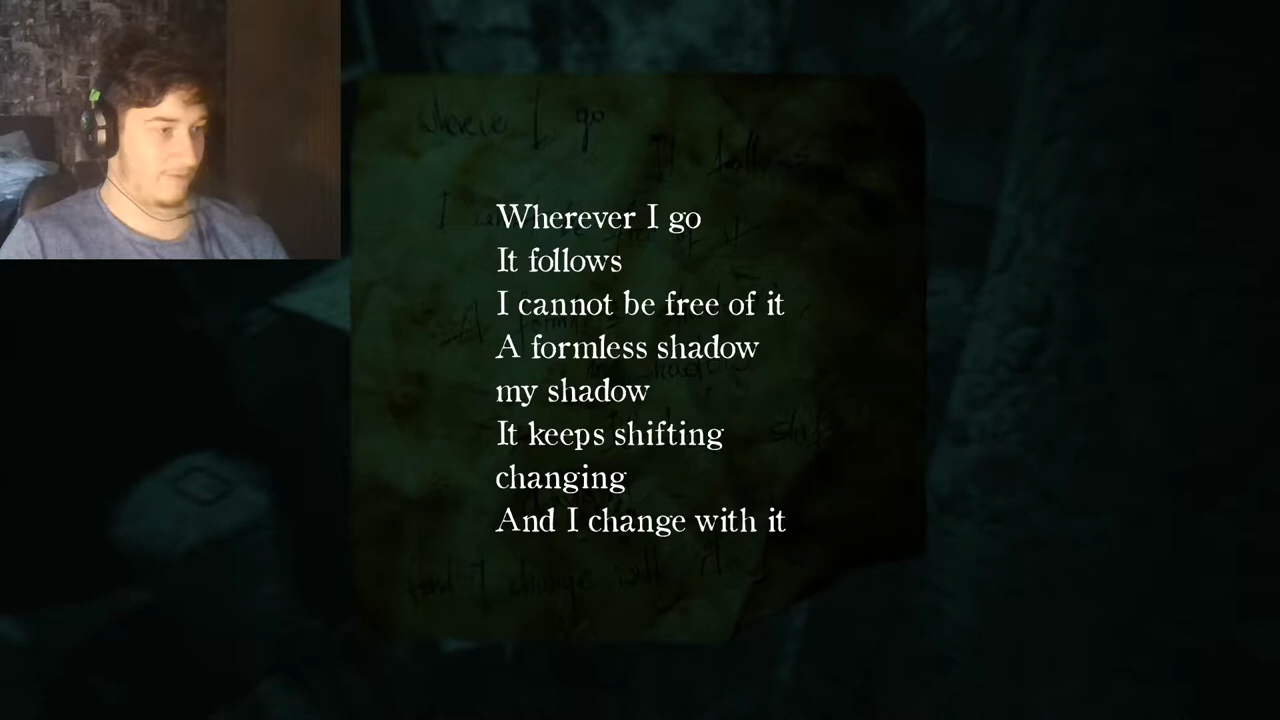 Wherever I go
It follows
I cannot be free of it
A formless shadow
my shadow
It keeps shifting
changing
And I change with it